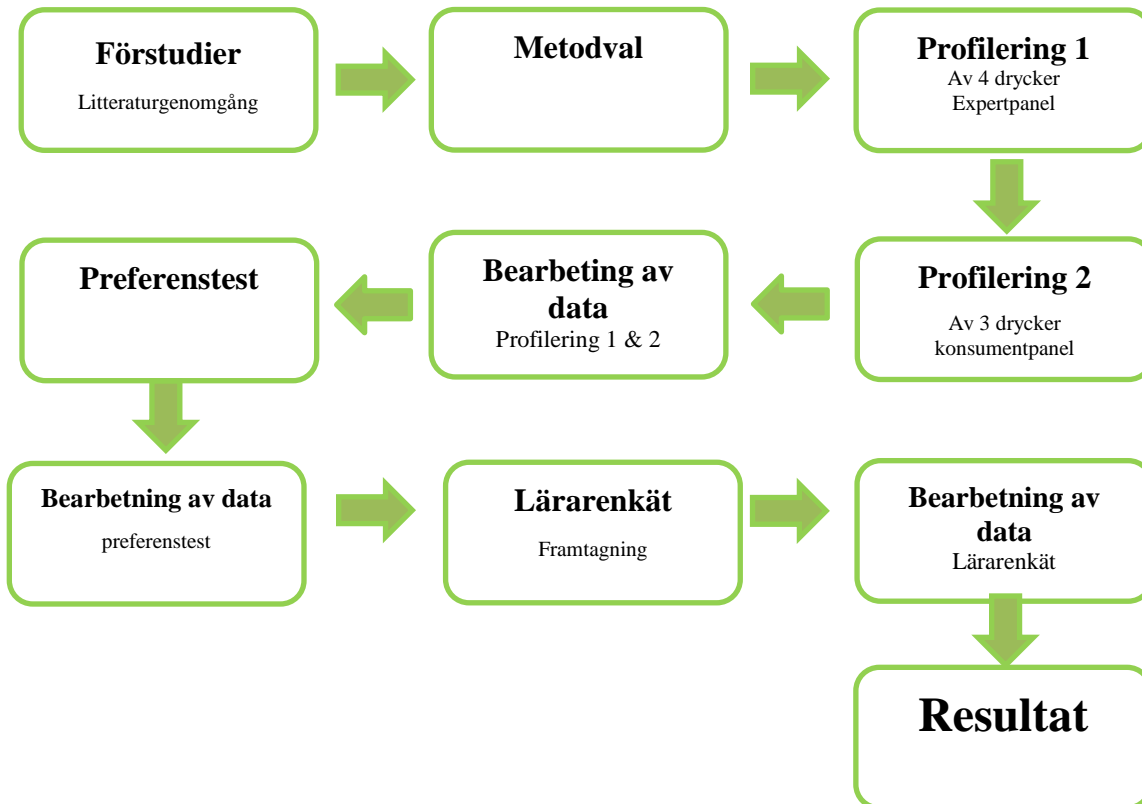 Förstudier
Litteraturgenomgång
Metodval
Profilering 1
Av 4 drycker
Expertpanel
Profilering 2
Av 3 drycker
konsumentpanel
Bearbeting av
data
Profilering 1 & 2
Preferenstest
Bearbetning av data
preferenstest
Lärarenkät
Framtagning
Bearbetning av
data
Lärarenkät
Resultat